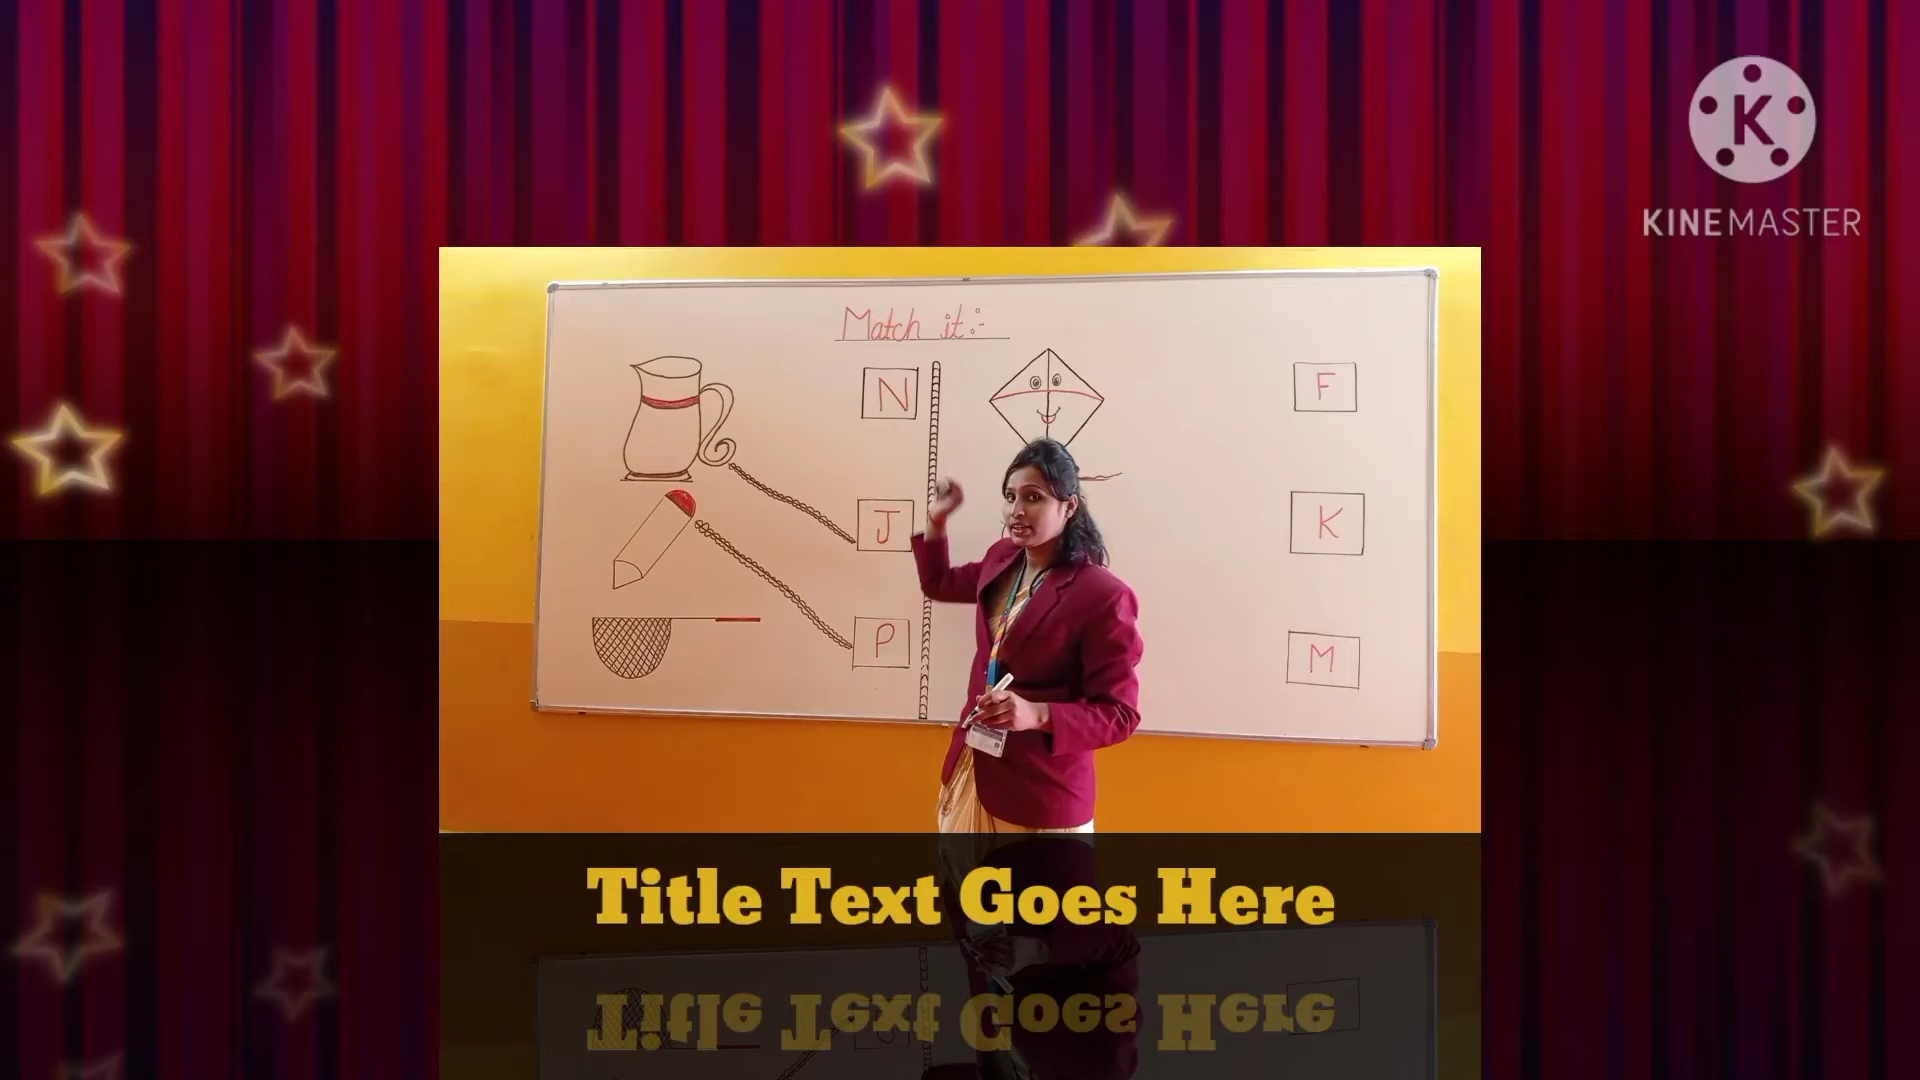 K
KINEMASTER
Match it:-
N
F
J
K
P
M
Title Text Goes Here